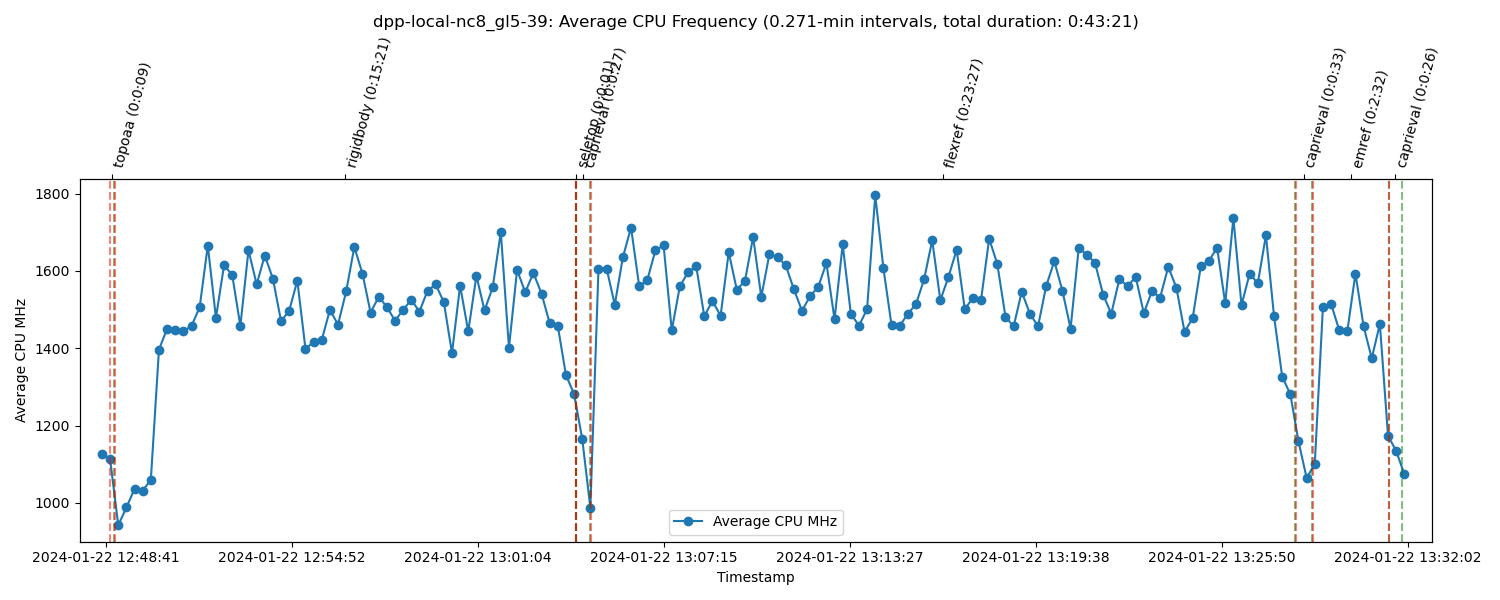 dpp-local-nc8_gl5-39: Average CPU Frequency (0.271-min intervals, total duration: 0:43:21)
topoaa (0:0:09)
rigidbody (0:15:21)
seletop (0:0:01)
caprieval (0:0:27)
flexref (0:23:27)
caprieval (0:0:33)
emref (0:2:32)
caprieval (0:0:26)
Average CPU MHz
1800
1600
1400
1200
1000
Average CPU MHz
2024-01-22 12:48:41
2024-01-22 12:54:52
2024-01-22 13:01:04
2024-01-22 13:07:15
2024-01-22 13:13:27
2024-01-22 13:19:38
2024-01-22 13:25:50
2024-01-22 13:32:02
Timestamp